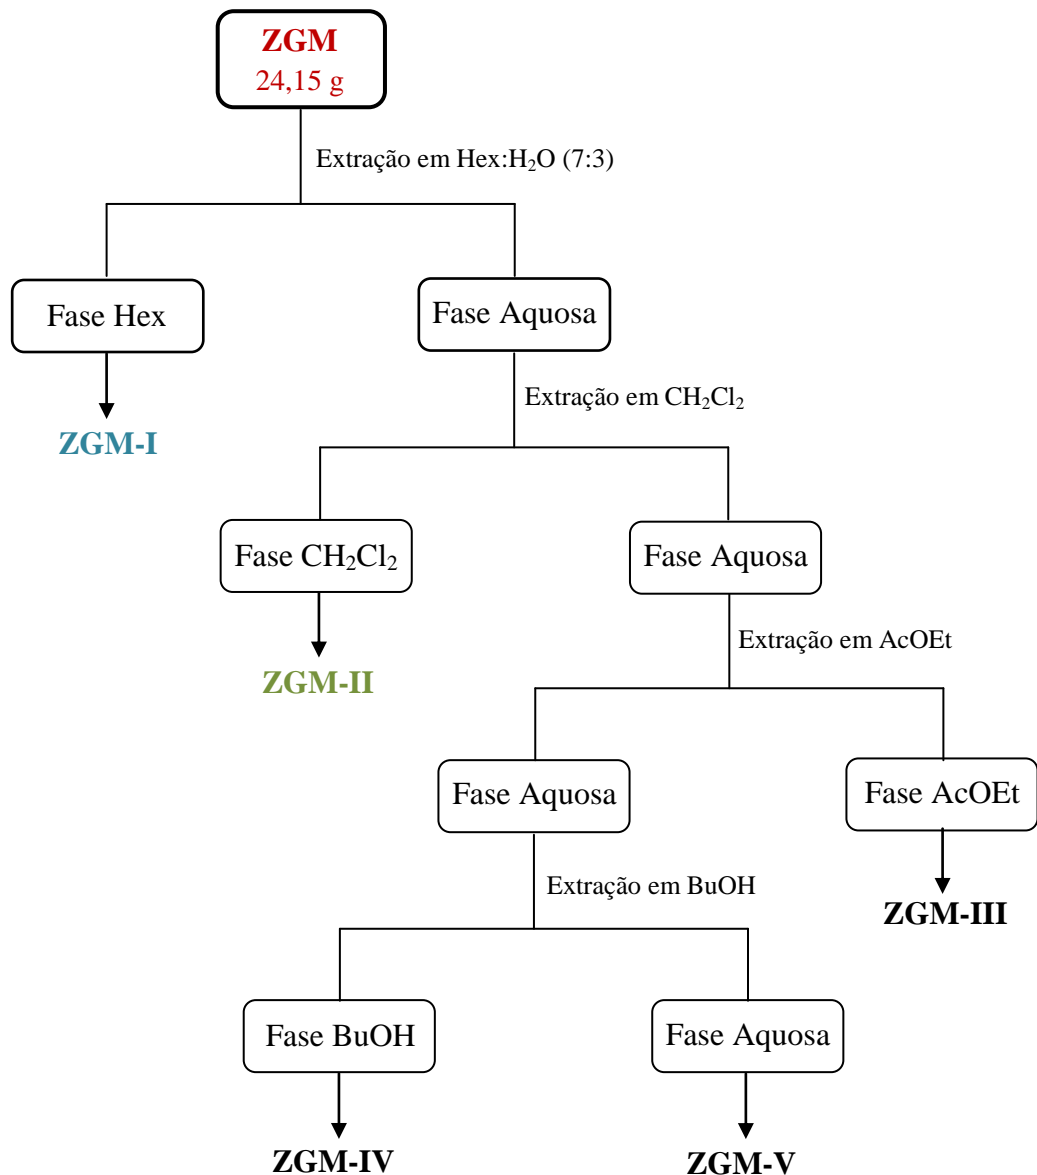 ZGM
24,15 g
Extração em Hex:H₂O (7:3)
Fase Hex
Fase Aquosa
Extração em CH₂Cl₂
ZGM-I
Fase CH₂Cl₂
Fase Aquosa
Extração em AcOEt
ZGM-II
Fase Aquosa
Fase AcOEt
Extração em BuOH
ZGM-III
Fase BuOH
Fase Aquosa
ZGM-IV
ZGM-V